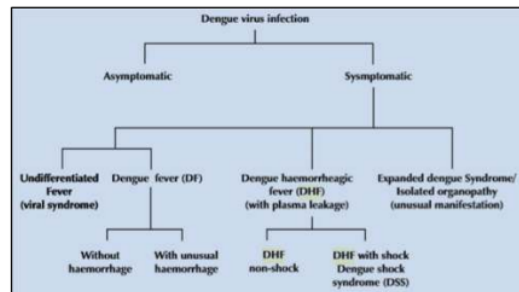 Dengue virus infection
Asymptomatic
Sysmptomatic
Undifferentiated
Fever
(viral syndrome)
Dengue fever (DF)
Dengue haemorrheagic
fever (DHF)
(with plasma leakage)
Expanded dengue Syndrome/
Isolated organopathy
(unusual manifestation)
Without
haemorrhage
With unusual
haemorrhage
DHF
non-shock
DHF with shock
Dengue shock
syndrome (DSS)